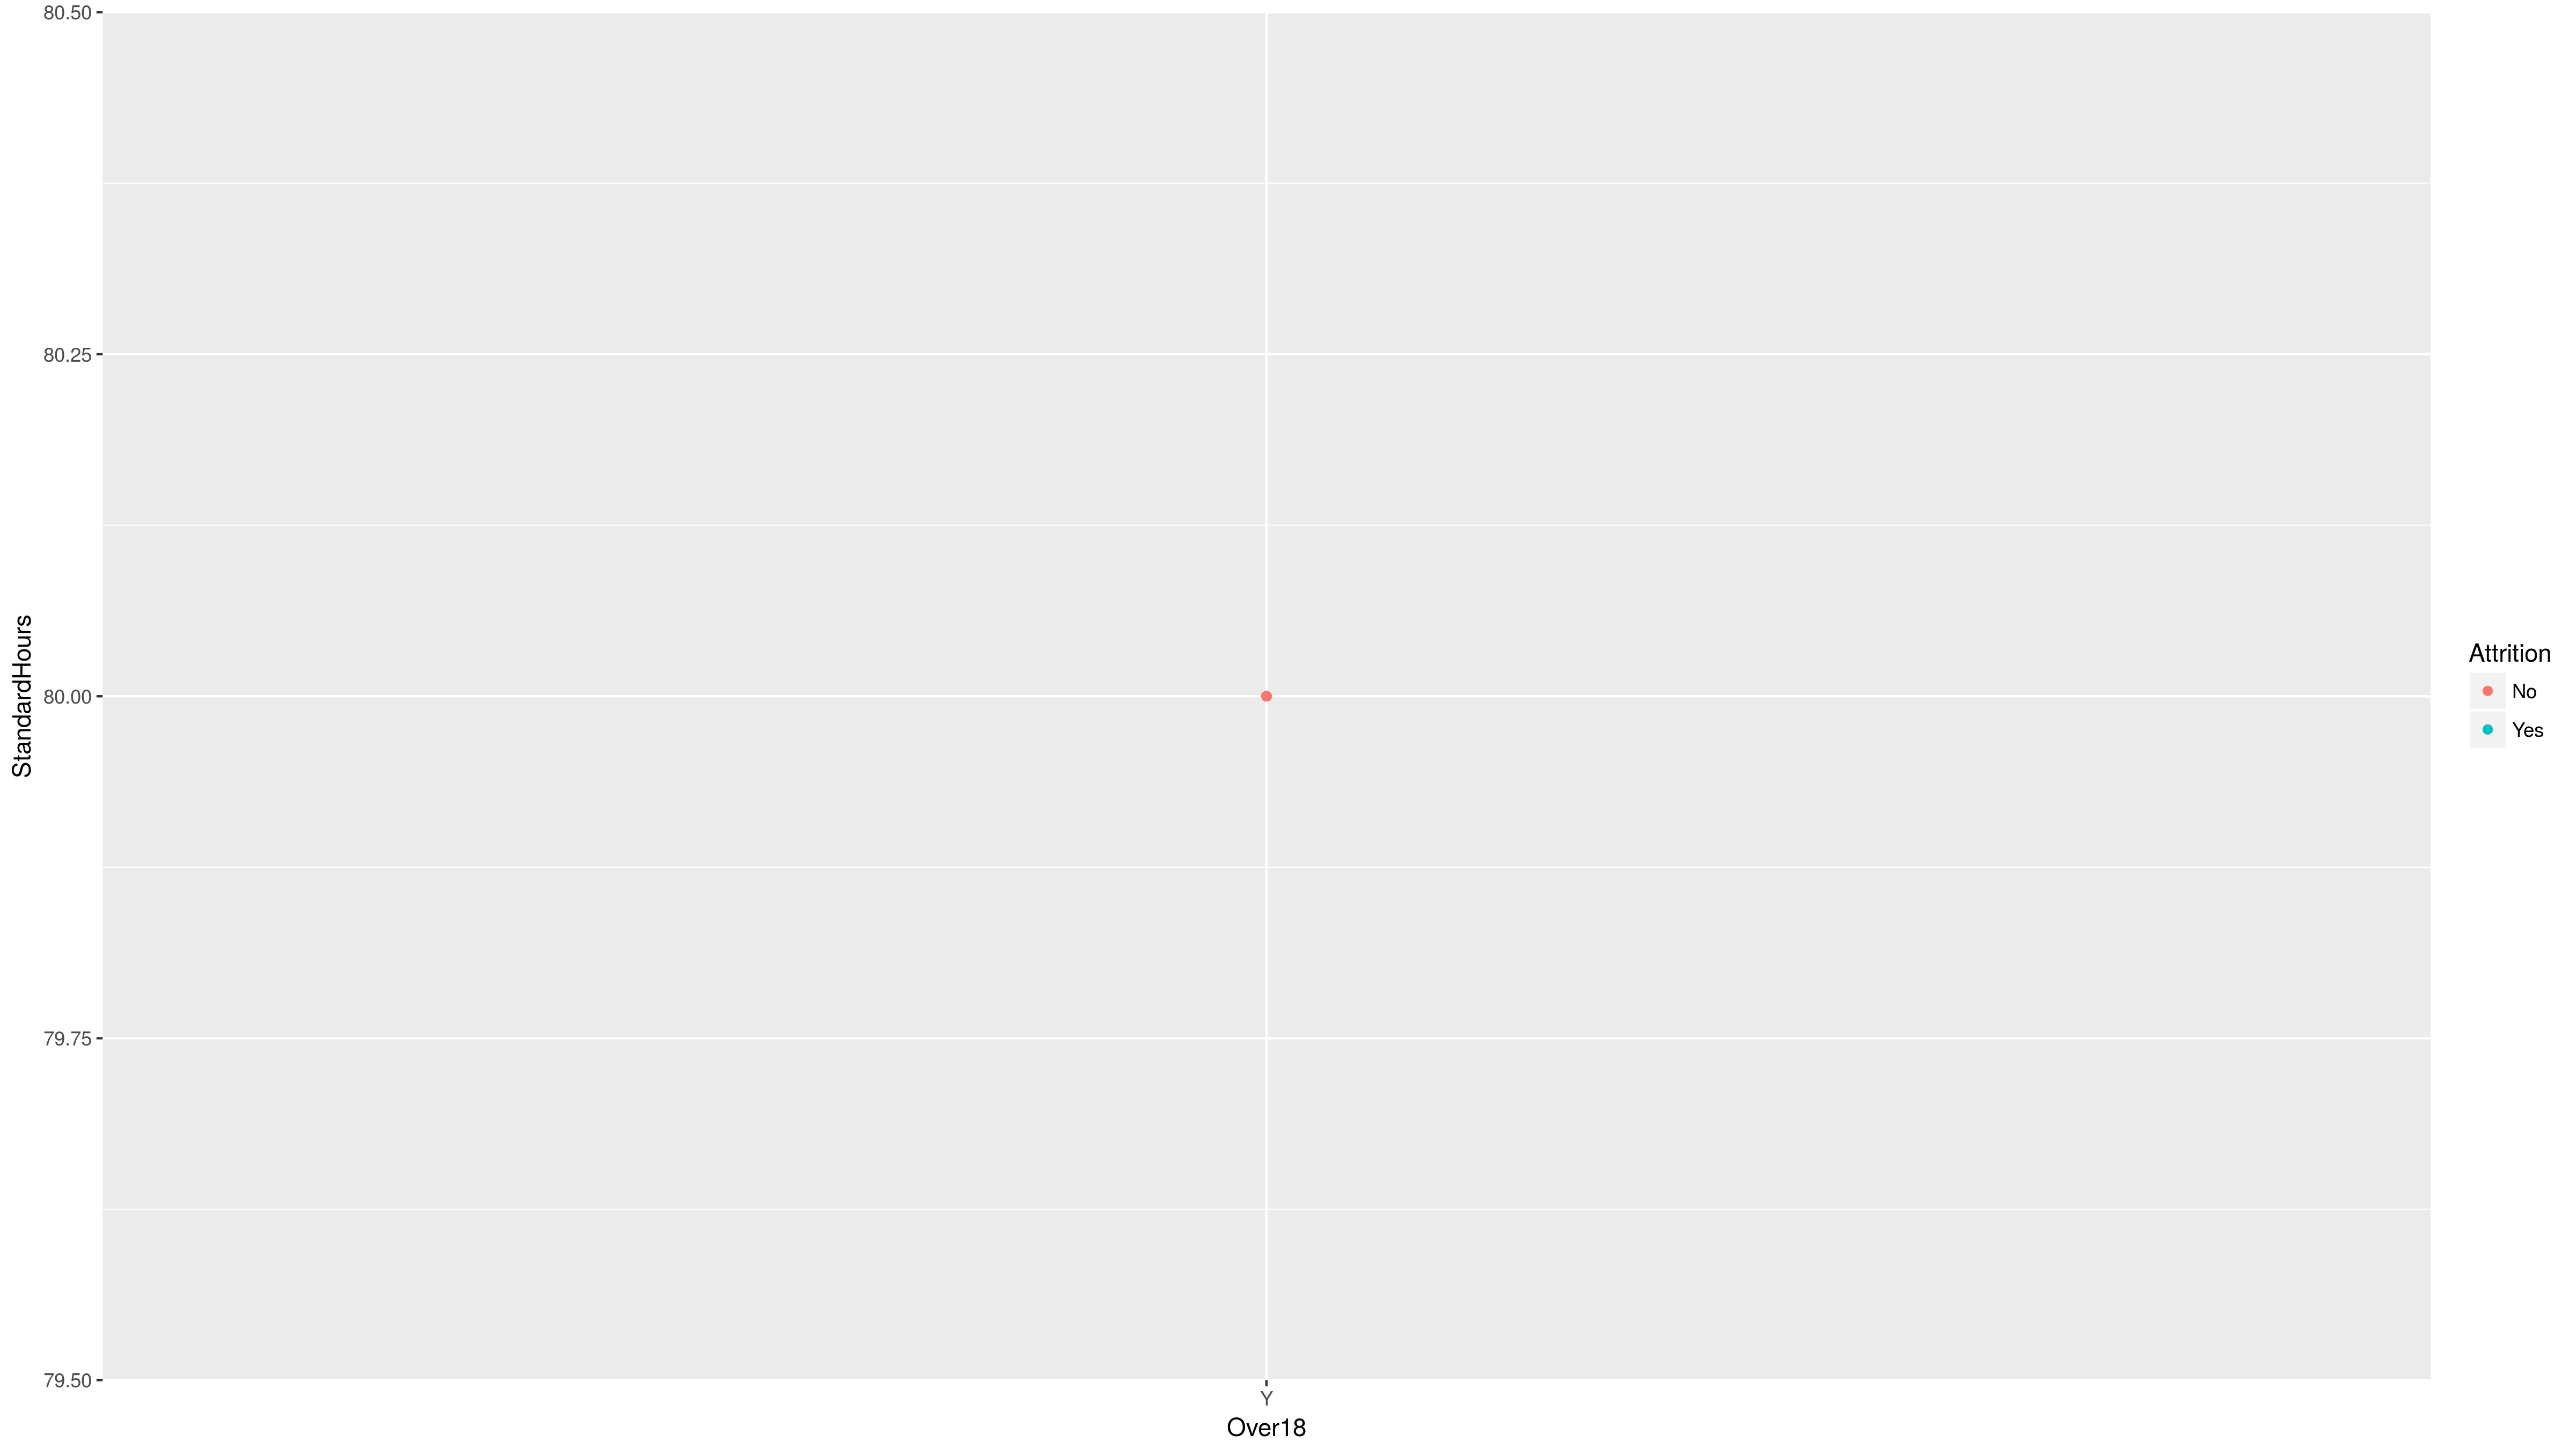 80.50
80.25
80.00
79.75
79.50
StandardHours
Y
Over18
Attrition
No
Yes